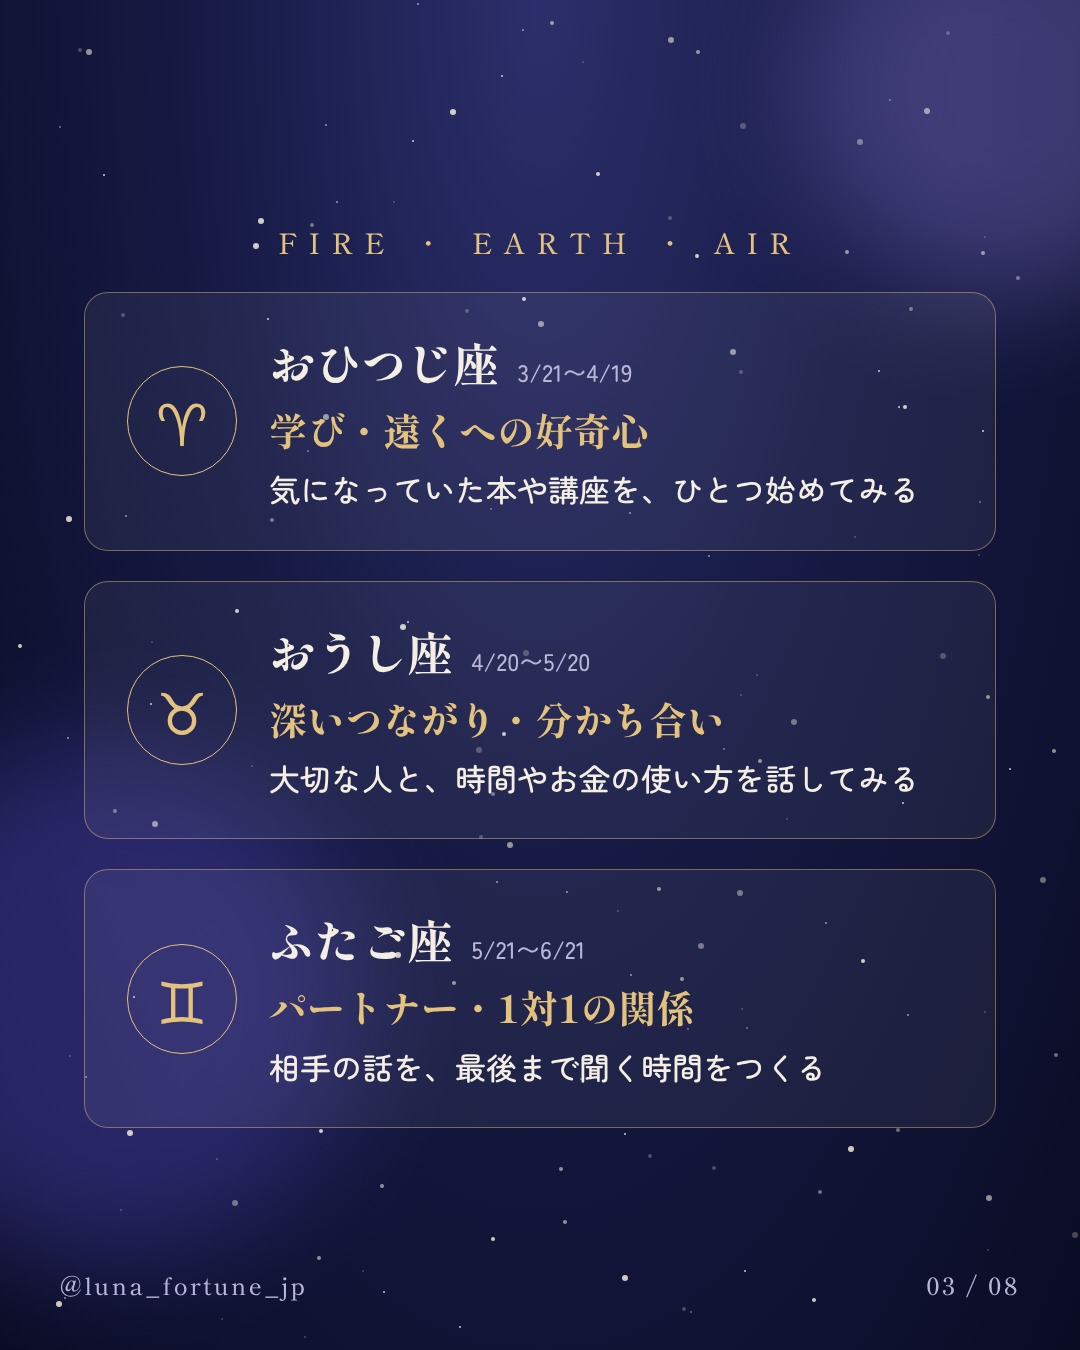 FIRE · EARTH · AIR
♈ おひつじ座 3/21〜4/19
学び・遠くへの好奇心
気になっていた本や講座を、ひとつ始めてみる
♉ おうし座 4/20〜5/20
深いつながり・分かち合い
大切な人と、時間やお金の使い方を話してみる
♊ ふたご座 5/21〜6/21
パートナー・1対1の関係
相手の話を、最後まで聞く時間をつくる
@luna_fortune_jp
03 / 08